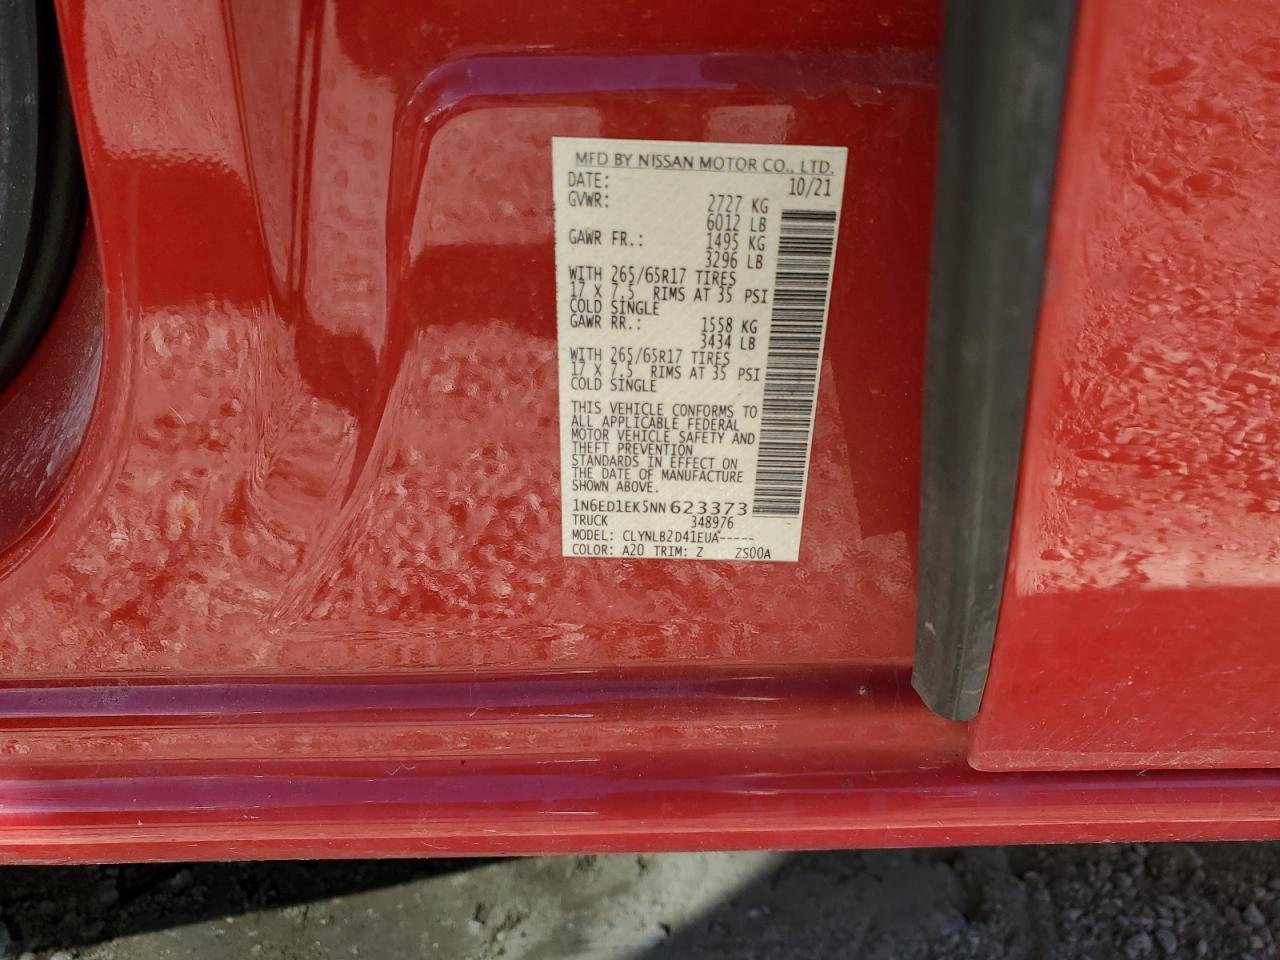 MFD BY NISSAN MOTOR CO., LTD.
DATE: 10/21
GVWR: 2727 KG
6012 LB
GAWR FR.: 1495 KG
3296 LB
WITH 265/65R17 TIRES
17 X 7.5 RIMS AT 35 PSI
COLD SINGLE
GAWR RR.: 1558 KG
3434 LB
WITH 265/65R17 TIRES
17 X 7.5 RIMS AT 35 PSI
COLD SINGLE
THIS VEHICLE CONFORMS TO
ALL APPLICABLE FEDERAL
MOTOR VEHICLE SAFETY AND
THEFT PREVENTION
STANDARDS IN EFFECT ON
THE DATE OF MANUFACTURE
SHOWN ABOVE.
1N6ED1EK5NN 623373
TRUCK 348976
MODEL: CLYNLB2D41EUA-----
COLOR: A20 TRIM: Z ZS00A